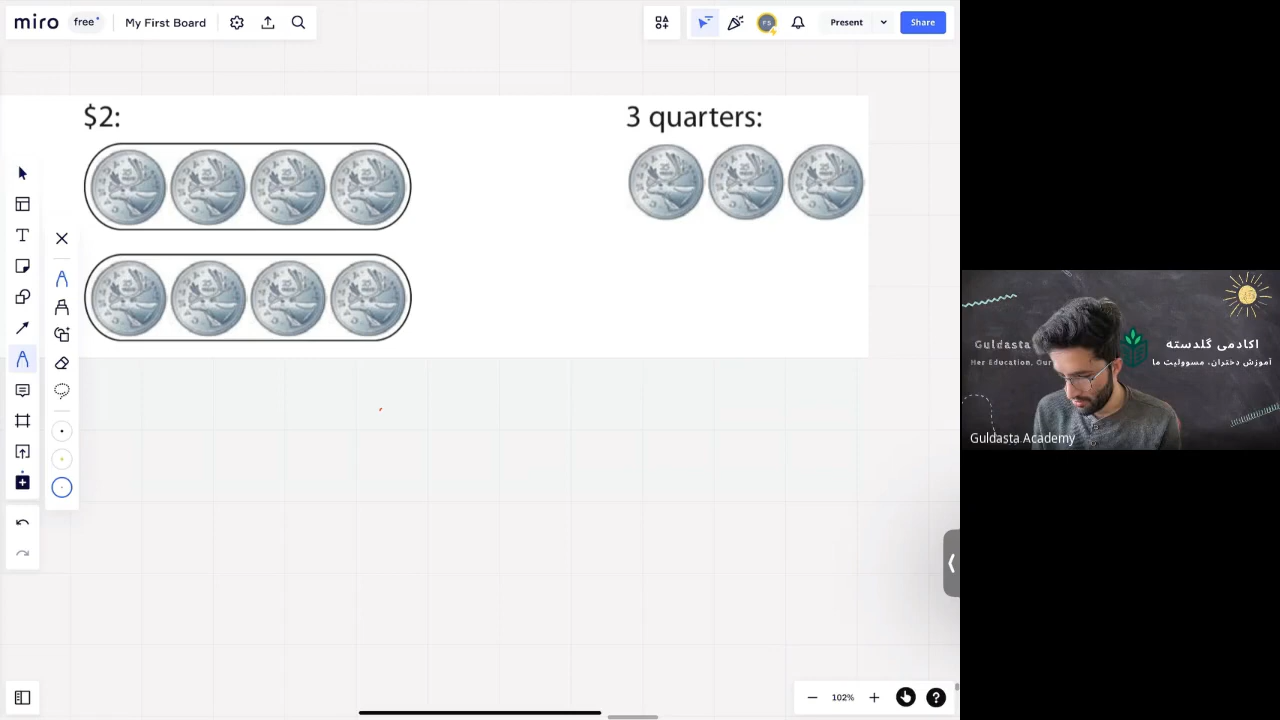 miro free My First Board
Present Share
$2:
3 quarters:
Guldasta
اکادمی گلدسته
Her Education, Our
آموزش دختران، مسوولیت ما
Guldasta Academy
102%